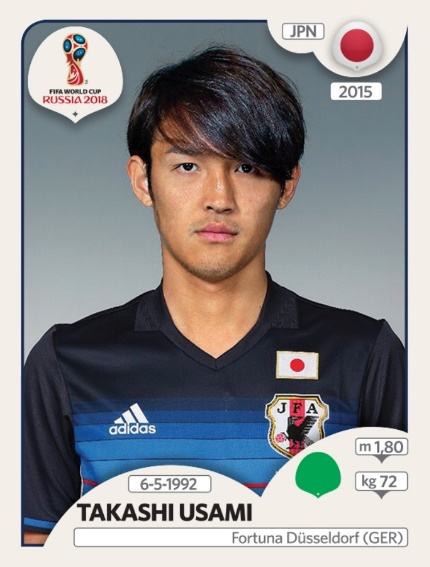 JPN
FIFA WORLD CUP
RUSSIA 2018
2015
adidas
JFA
m 1,80
kg 72
6-5-1992
TAKASHI USAMI
Fortuna Düsseldorf (GER)